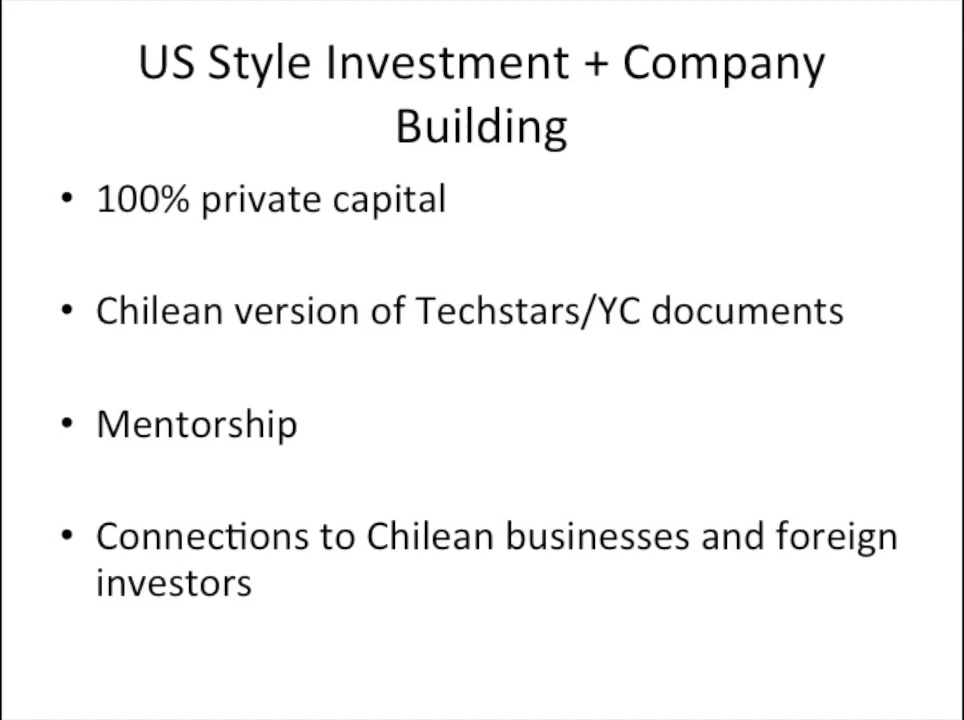 US Style Investment + Company
Building
• 100% private capital
• Chilean version of Techstars/YC documents
• Mentorship
• Connections to Chilean businesses and foreign
investors